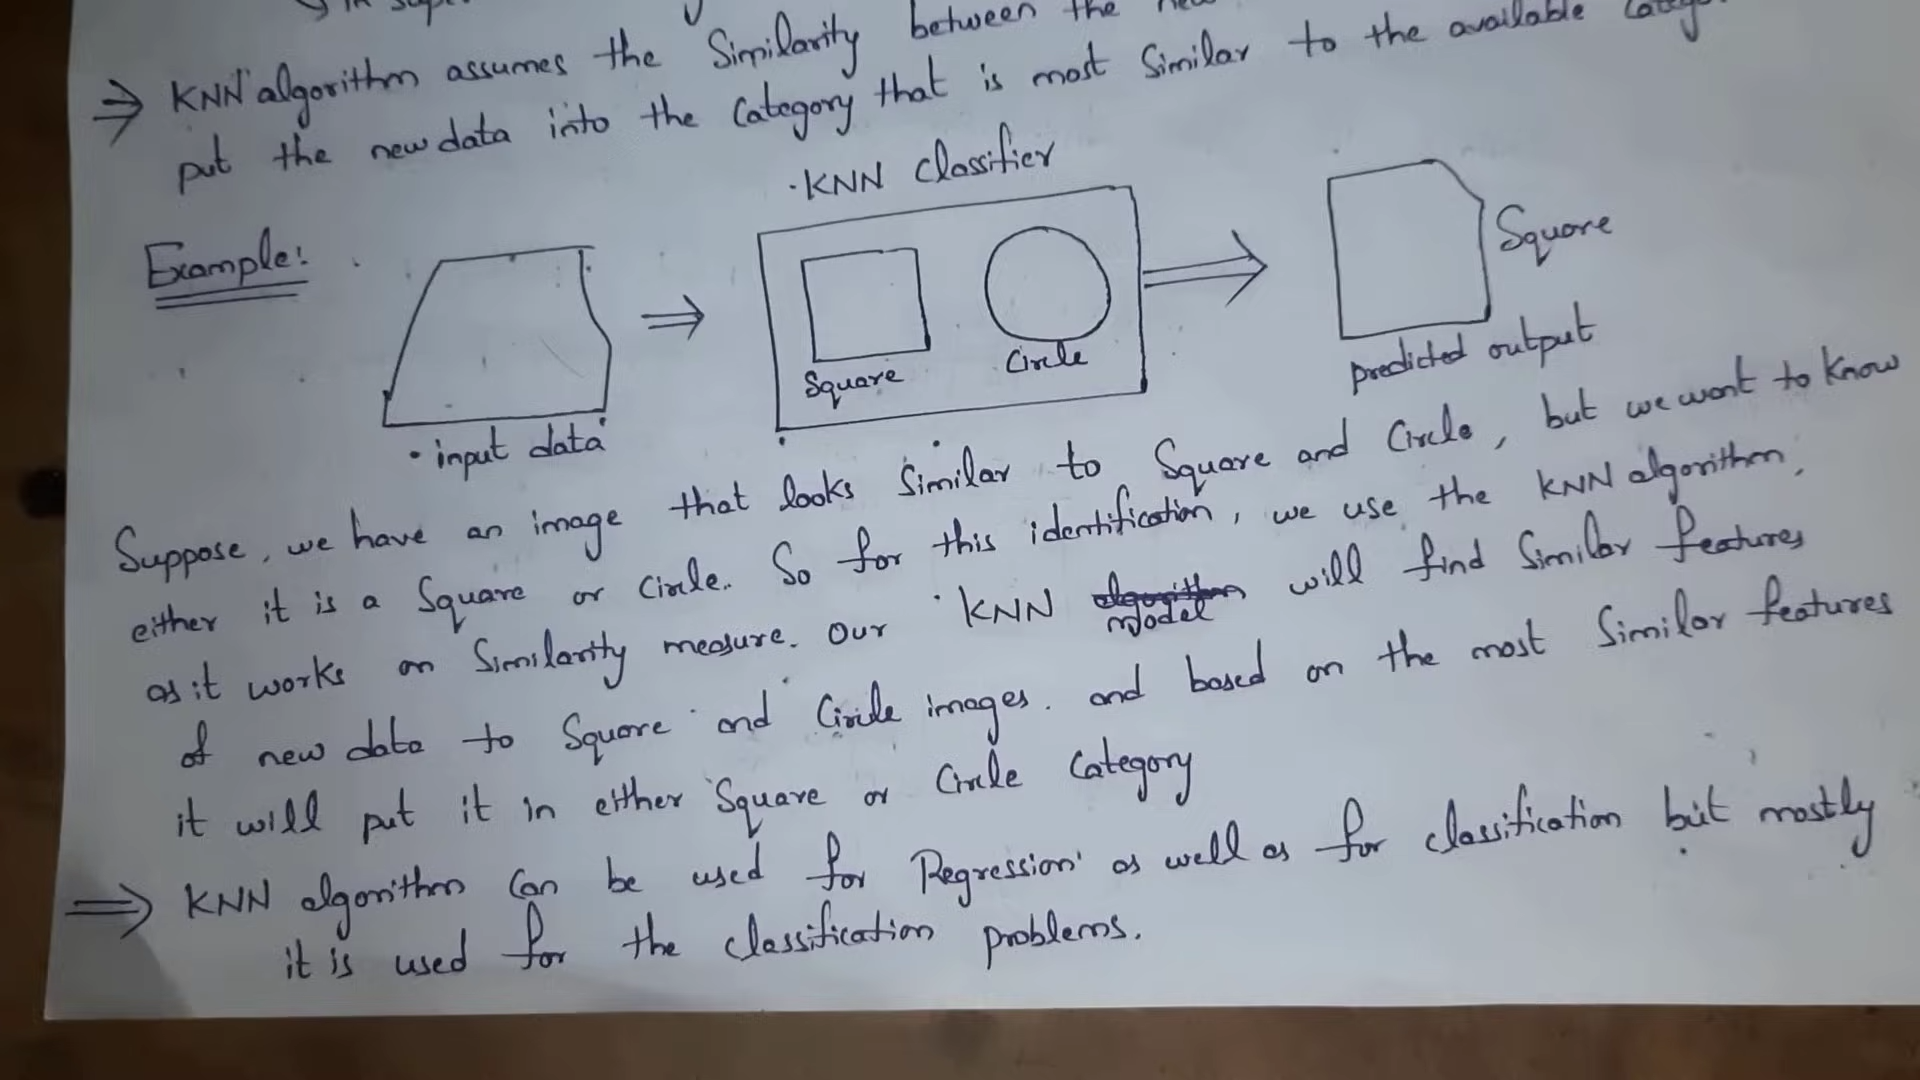 ⇒ KNN algorithm assumes the Similarity between the new
put the new data into the Category that is most Similar to the available
Example:
· KNN Classifier
Square
Circle
· input data
Square
predicted output
Suppose, we have an image that looks Similar to Square and Circle, but we want to know
either it is a Square or Circle. So for this identification, we use the KNN algorithm,
as it works on Similarity measure. Our KNN model will find Similar features
of new data to Square and Circle images. and based on the most Similar features
it will put it in either Square or Circle Category
⇒ KNN algorithm Can be used for Regression as well as for classification but mostly
it is used for the classification problems.